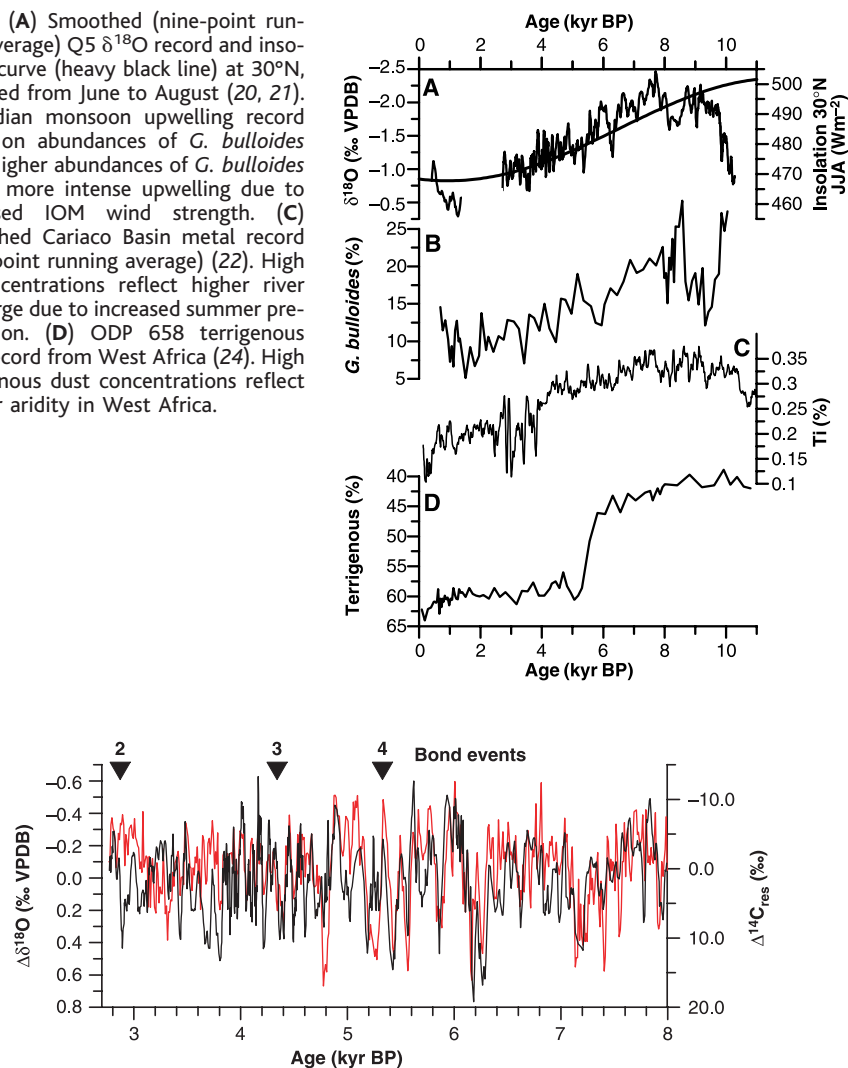 (A) Smoothed (nine-point run-
verage) Q5 δ18O record and inso-
curve (heavy black line) at 30°N,
ed from June to August (20, 21).
dian monsoon upwelling record
on abundances of G. bulloides
igher abundances of G. bulloides
more intense upwelling due to
sed IOM wind strength. (C)
hed Cariaco Basin metal record
point running average) (22). High
centrations reflect higher river
rge due to increased summer pre-
on. (D) ODP 658 terrigenous
ecord from West Africa (24). High
nous dust concentrations reflect
r aridity in West Africa.
Age (kyr BP)
0 2 4 6 8 10
A
δ18O (‰ VPDB)
−2.5
−2.0
−1.5
−1.0
−0.5
Insolation 30°N
JJA (Wm−2)
500
490
480
470
460
B
G. bulloides (%)
25
20
15
10
5
C
Ti (%)
0.35
0.3
0.25
0.2
0.15
0.1
D
Terrigenous (%)
40
45
50
55
60
65
0 2 4 6 8 10
Age (kyr BP)
2 3 4 Bond events
Δδ18O (‰ VPDB)
−0.6
−0.4
−0.2
0.0
0.2
0.4
0.6
0.8
Δ14Cres (‰)
−10.0
0.0
10.0
20.0
3 4 5 6 7 8
Age (kyr BP)